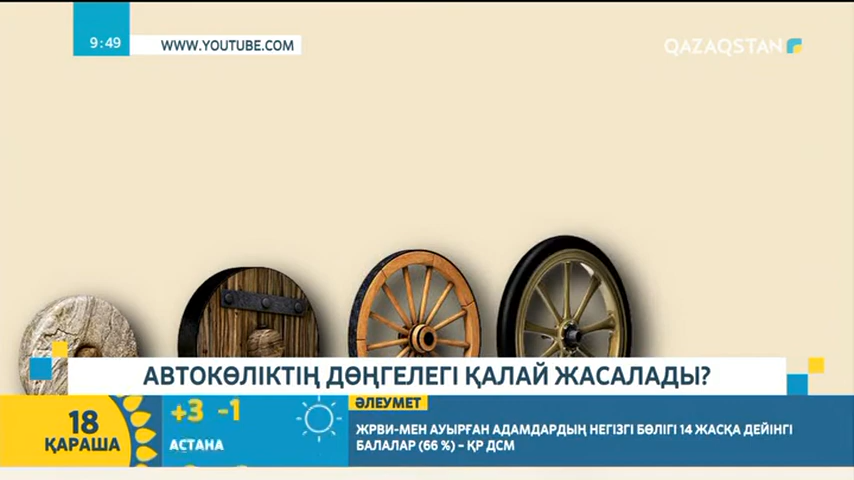 9:49
WWW.YOUTUBE.COM
QAZAQSTAN
АВТОКӨЛІКТІҢ ДӨҢГЕЛЕГІ ҚАЛАЙ ЖАСАЛАДЫ?
18
ҚАРАША
+3 -1
АСТАНА
ӘЛЕУМЕТ
ЖРВИ-МЕН АУЫРҒАН АДАМДАРДЫҢ НЕГІЗГІ БӨЛІГІ 14 ЖАСҚА ДЕЙІНГІ
БАЛАЛАР (66 %) – ҚР ДСМ